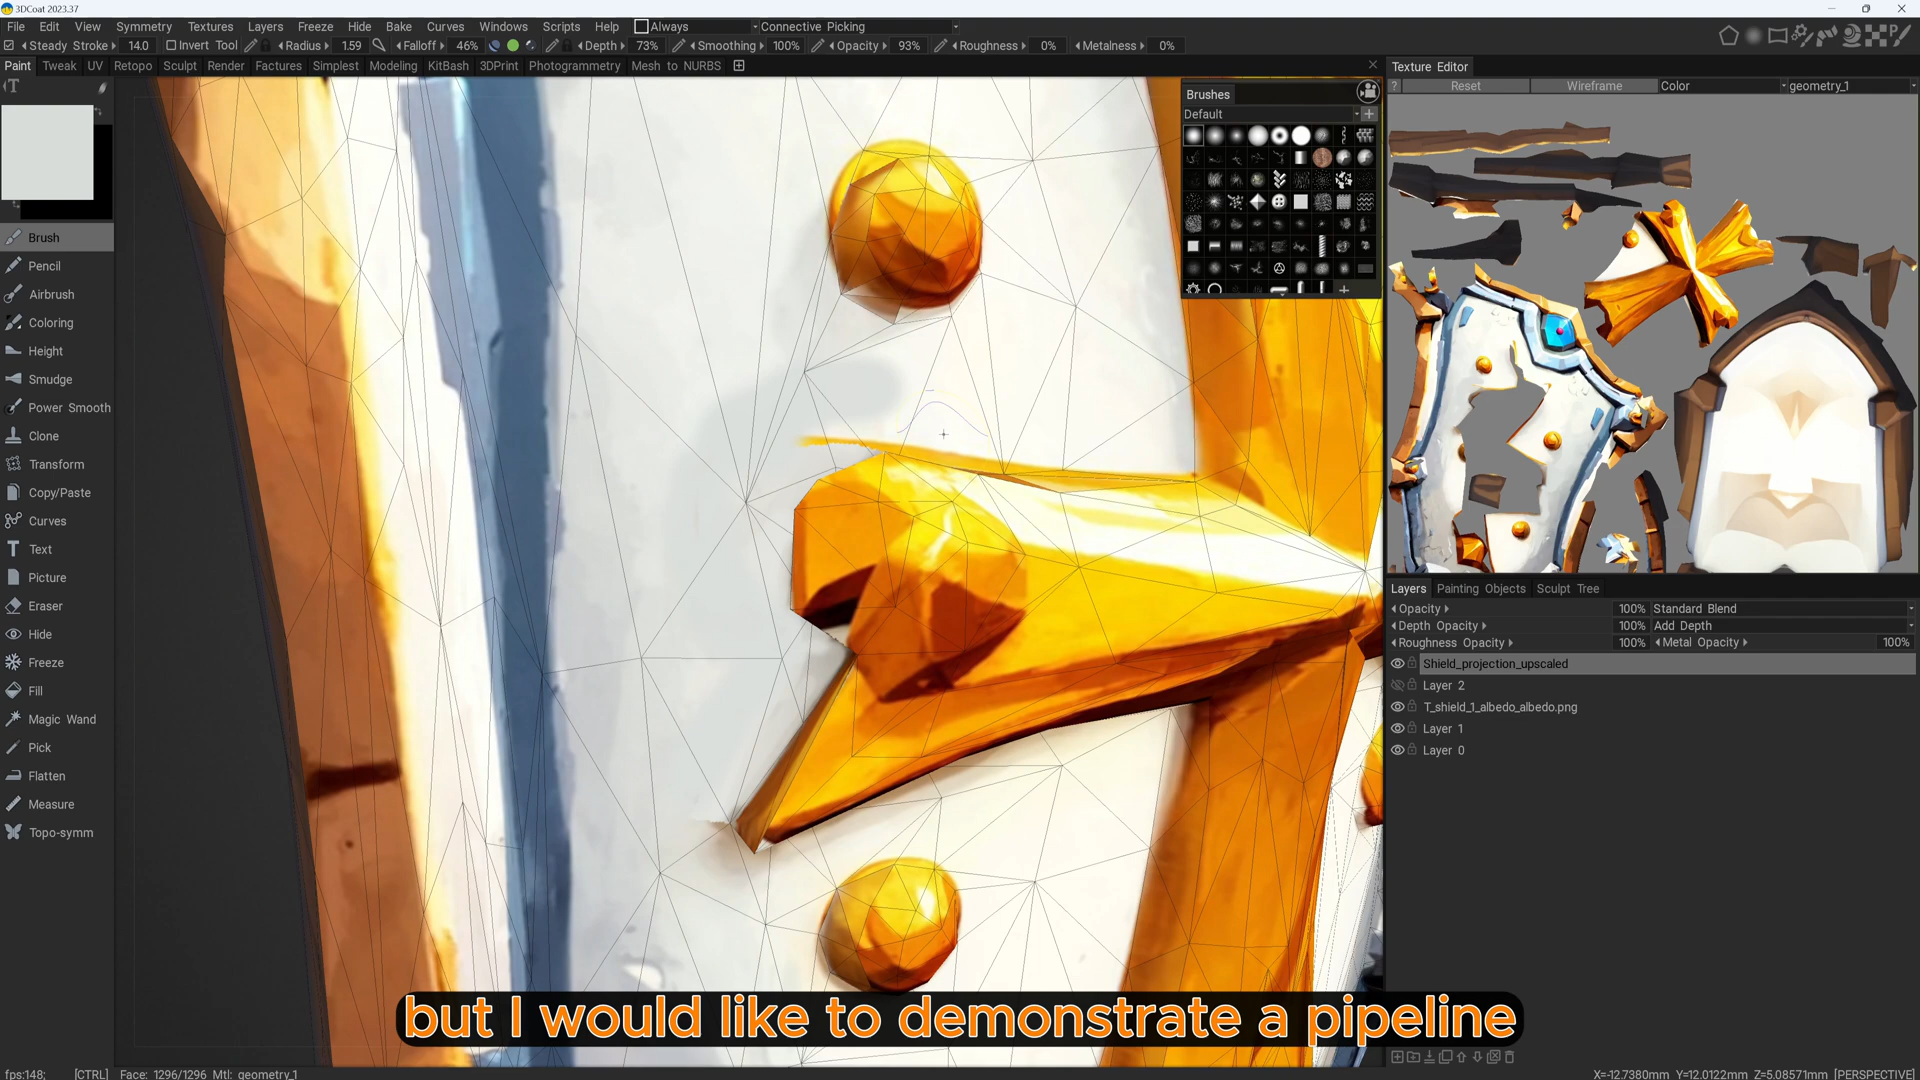 3DCoat 2023.37
File Edit View Symmetry Textures Layers Freeze Hide Bake Curves Windows Scripts Help Always Connective Picking
Steady Stroke 14.0 Invert Tool Radius 1.59 Falloff 46% Depth 73% Smoothing 100% Opacity 93% Roughness 0% Metalness 0%
Paint Tweak UV Retopo Sculpt Render Factures Simplest Modeling KitBash 3DPrint Photogrammetry Mesh to NURBS
Brush
Pencil
Airbrush
Coloring
Height
Smudge
Power Smooth
Clone
Transform
Copy/Paste
Curves
Text
Picture
Eraser
Hide
Freeze
Fill
Magic Wand
Pick
Flatten
Measure
Topo-symm
Brushes
Default
Texture Editor
? Reset Wireframe Color geometry_1
Layers Painting Objects Sculpt Tree
Opacity 100% Standard Blend
Depth Opacity 100% Add Depth
Roughness Opacity 100% Metal Opacity 100%
Shield_projection_upscaled
Layer 2
T_shield_1_albedo_albedo.png
Layer 1
Layer 0
but I would like to demonstrate a pipeline
fps:148; [CTRL] Face: 1296/1296 Mtl: geometry_1
X=-12.7380mm Y=12.0122mm Z=5.08571mm [PERSPECTIVE]